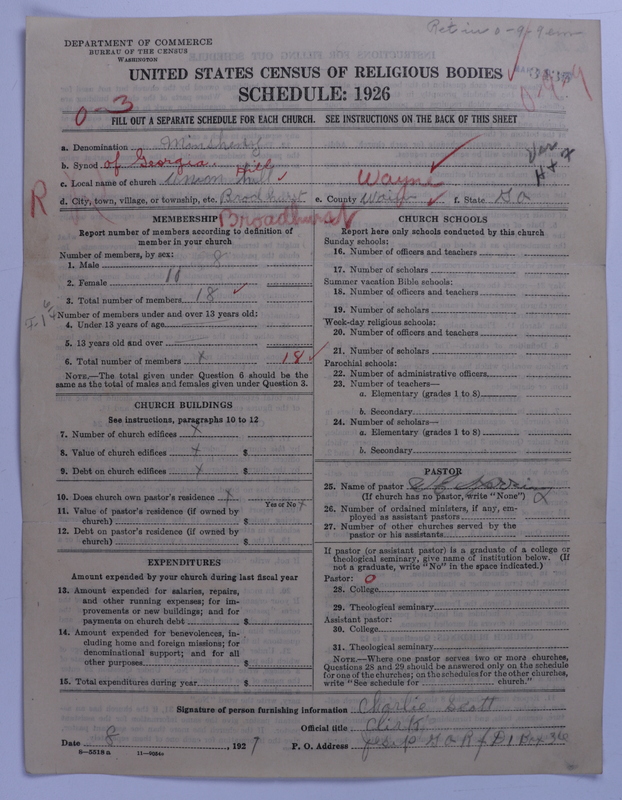 DEPARTMENT OF COMMERCE
BUREAU OF THE CENSUS
WASHINGTON
UNITED STATES CENSUS OF RELIGIOUS BODIES
SCHEDULE: 1926
0-3
FILL OUT A SEPARATE SCHEDULE FOR EACH CHURCH. SEE INSTRUCTIONS ON THE BACK OF THIS SHEET
a. Denomination
b. Synod of Georgia
c. Local name of church Union Hill Hill
Wayne
d. City, town, village, or township, etc. Brodhurst e. County f. State Ga
R
Broadhurst
MEMBERSHIP
Report number of members according to definition of member in your church
Number of members, by sex:
1. Male 8
2. Female 10
3. Total number of members 18
Number of members under and over 13 years old:
4. Under 13 years of age
5. 13 years old and over
6. Total number of members x 18
NOTE.—The total given under Question 6 should be
same as the total of males and females given under Question 3.
CHURCH BUILDINGS
See instructions, paragraphs 10 to 12
7. Number of church edifices x
8. Value of church edifices x $
9. Debt on church edifices x $
10. Does church own pastor's residence x
Yes or No x
11. Value of pastor's residence (if owned by
church) $
12. Debt on pastor's residence (if owned by
church) $
EXPENDITURES
Amount expended by your church during last fiscal year
13. Amount expended for salaries, repairs,
and other running expenses; for im-
provements or new buildings; and for
payments on church debt $
14. Amount expended for benevolences, in-
cluding home and foreign missions; for
denominational support; and for all
other purposes $
15. Total expenditures during year $
CHURCH SCHOOLS
Report here only schools conducted by this church
Sunday schools:
16. Number of officers and teachers
17. Number of scholars
Summer vacation Bible schools:
18. Number of officers and teachers
19. Number of scholars
Week-day religious schools:
20. Number of officers and teachers
21. Number of scholars
Parochial schools:
22. Number of administrative officers
23. Number of teachers—
a. Elementary (grades 1 to 8)
b. Secondary
24. Number of scholars—
a. Elementary (grades 1 to 8)
b. Secondary
PASTOR
25. Name of pastor
(If church has no pastor, write "None")
26. Number of ordained ministers, if any, em-
ployed as assistant pastors
27. Number of other churches served by the
pastor or his assistants
If pastor (or assistant pastor) is a graduate of a college or
theological seminary, give name of institution below. (If
not a graduate, write "No" in the space indicated.)
Pastor: 0
28. College
29. Theological seminary
Assistant pastor:
30. College
31. Theological seminary
NOTE.—Where one pastor serves two or more churches,
Questions 28 and 29 should be answered only on the schedule
for one of the churches; on the schedules for the other churches,
write "See schedule for church."
Signature of person furnishing information Charlie Scott
Official title Clark
Date 8, 1927 P. O. Address
8-5518a 11-9064a